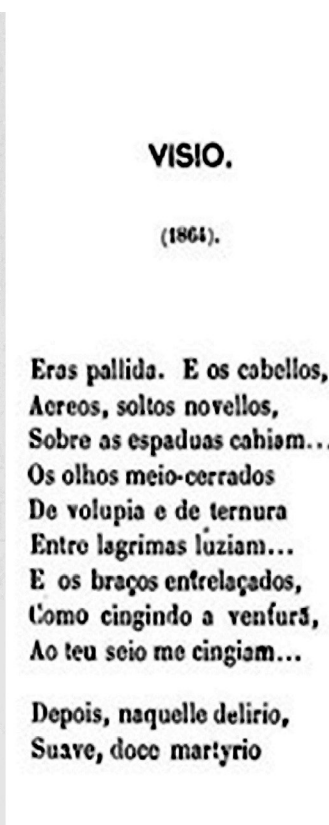 VISIO.
(1864).
Eras pallida. E os cabellos,
Aereos, soltos novellos,
Sobre as espaduas cahiam...
Os olhos meio-cerrados
De volupia e de ternura
Entre lagrimas luziam...
E os braços entrelaçados,
Como cingindo a ventura,
Ao teu seio me cingiam...
Depois, naquelle delirio,
Suave, doce martyrio